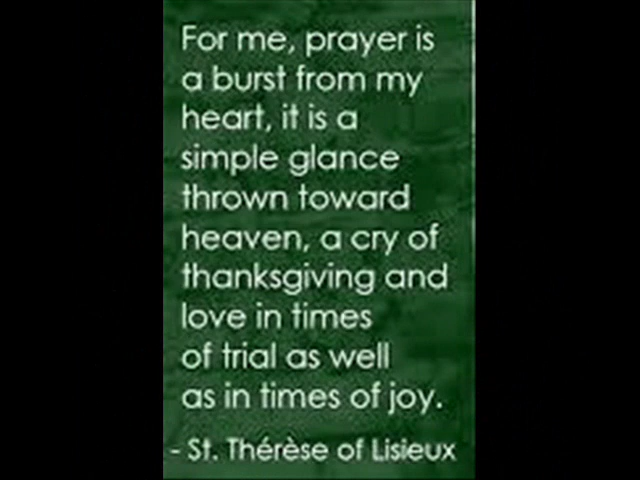 For me, prayer is
a burst from my
heart, it is a
simple glance
thrown toward
heaven, a cry of
thanksgiving and
love in times
of trial as well
as in times of joy.
- St. Thérèse of Lisieux